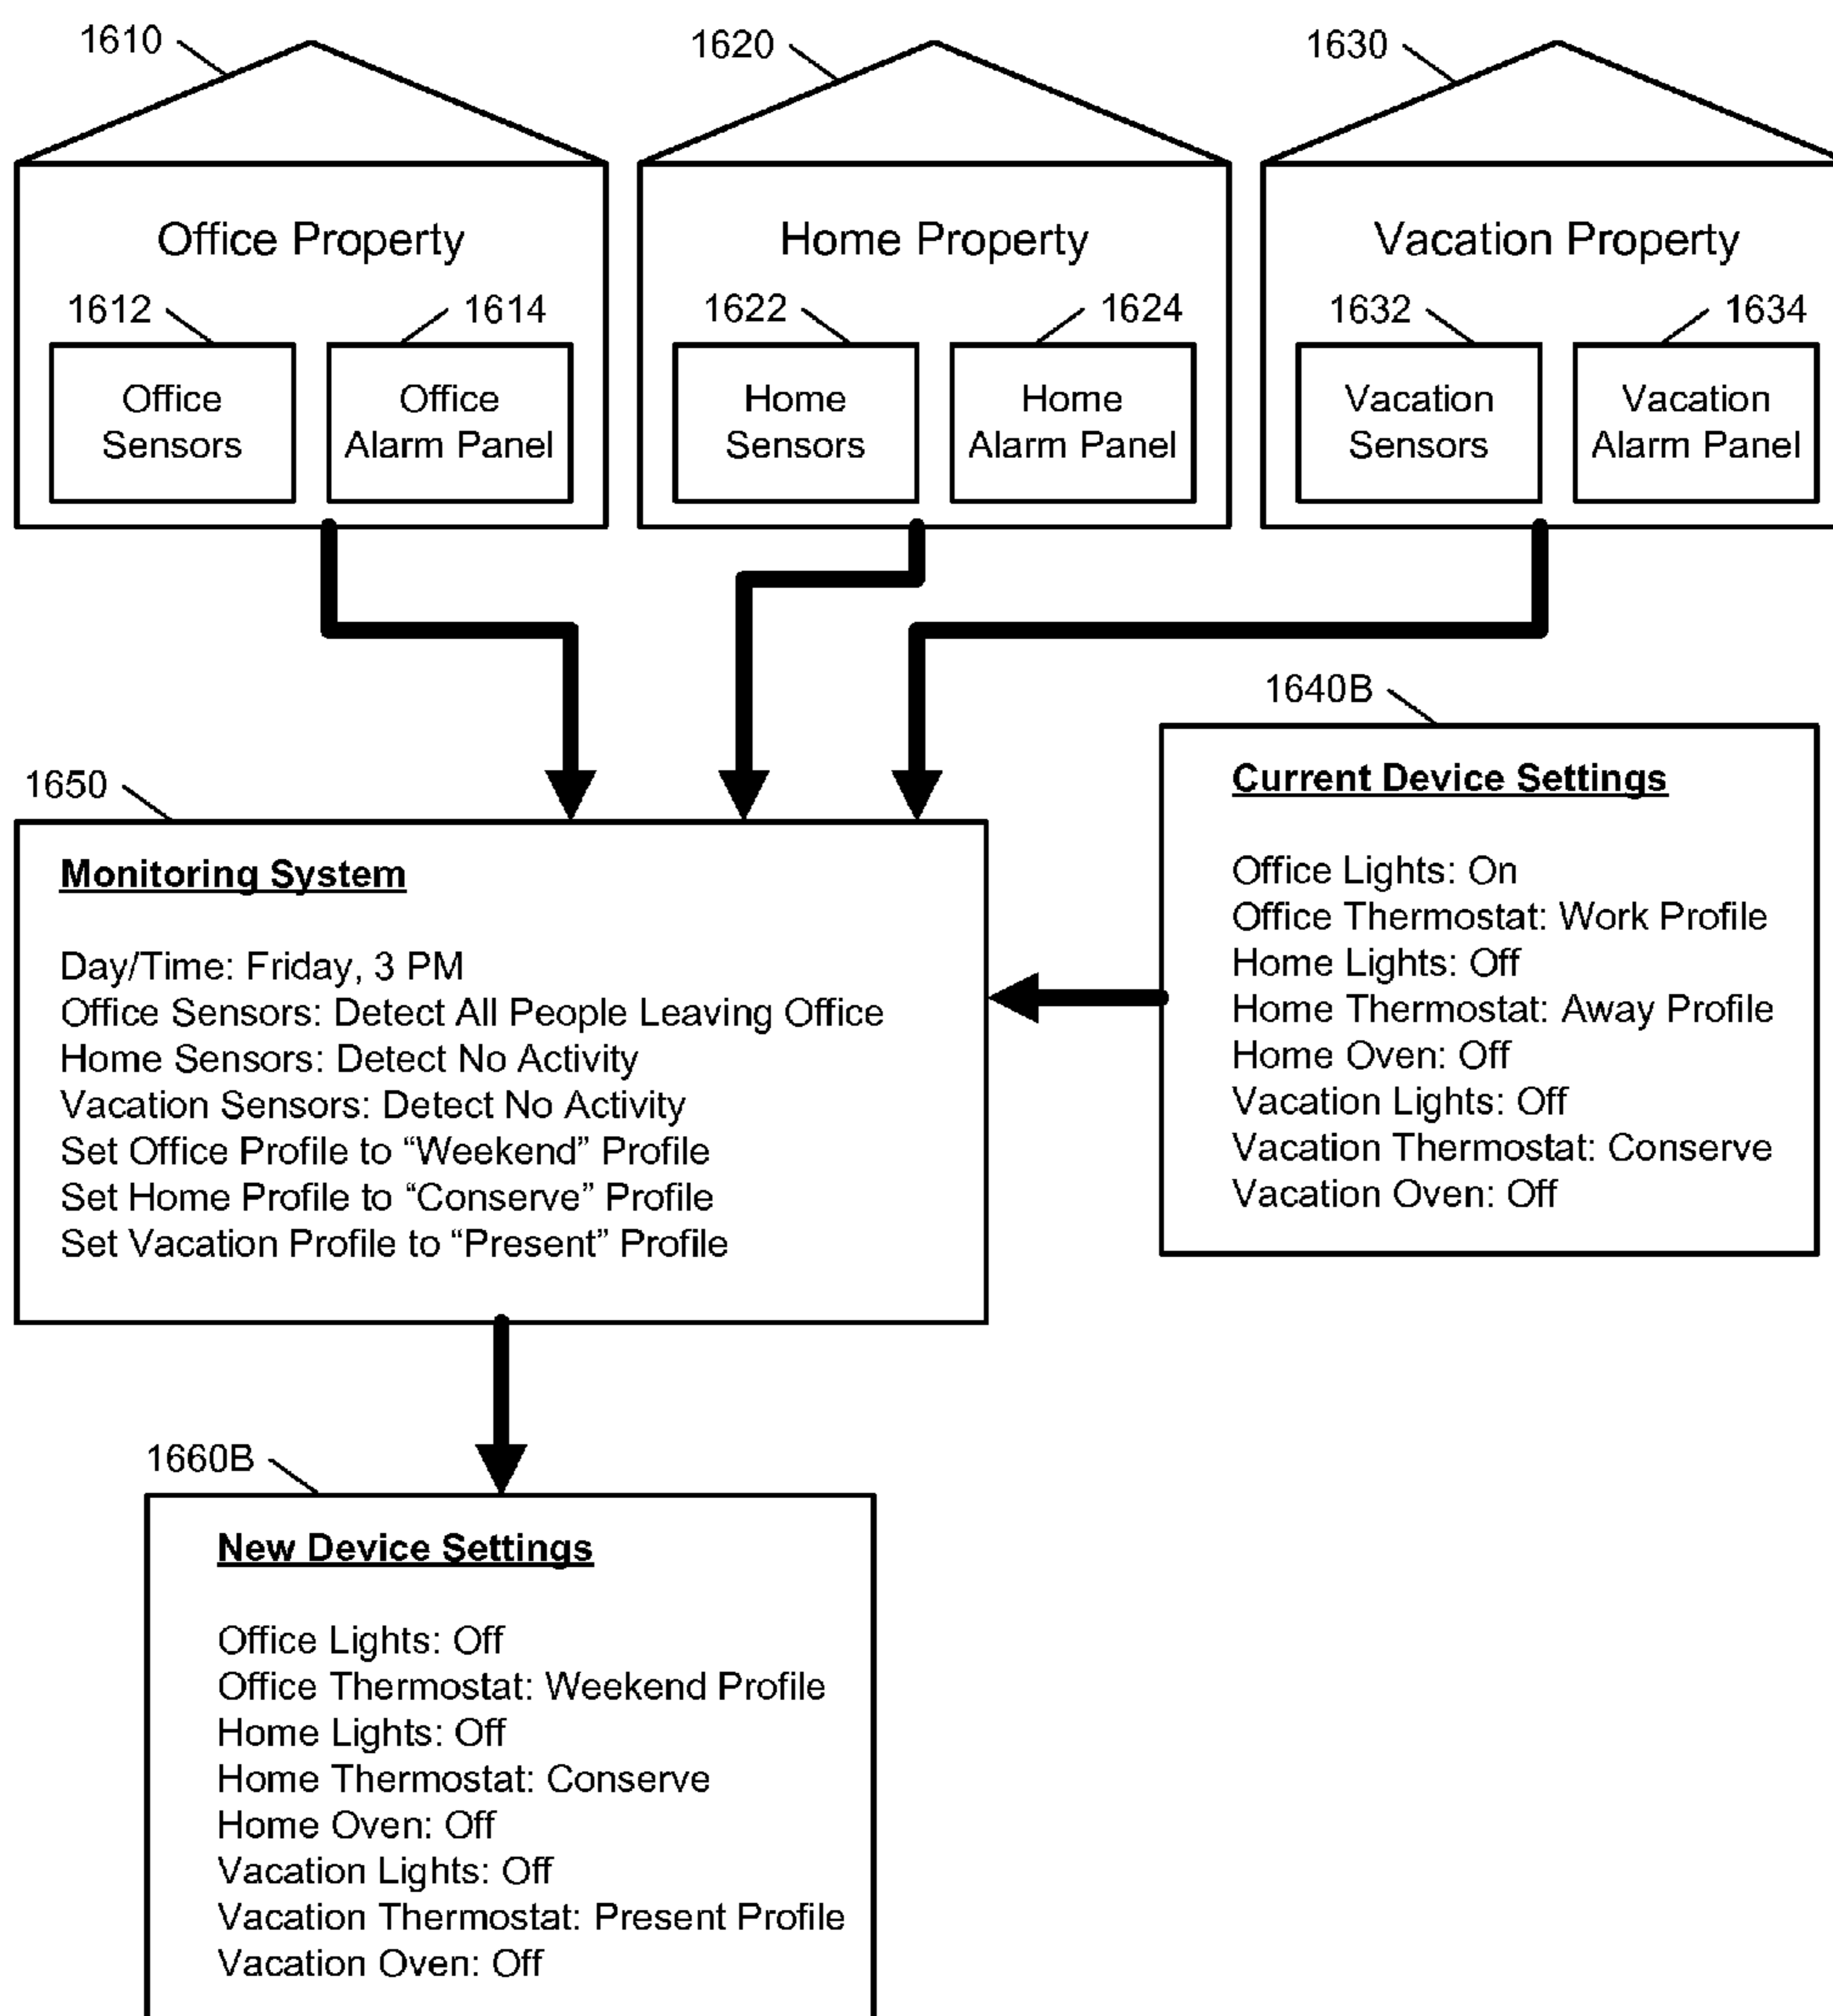 1610
1620
1630
Office Property
Home Property
Vacation Property
1612
1614
1622
1624
1632
1634
Office
Sensors
Office
Alarm Panel
Home
Sensors
Home
Alarm Panel
Vacation
Sensors
Vacation
Alarm Panel
1640B
Current Device Settings
Office Lights: On
Office Thermostat: Work Profile
Home Lights: Off
Home Thermostat: Away Profile
Home Oven: Off
Vacation Lights: Off
Vacation Thermostat: Conserve
Vacation Oven: Off
1650
Monitoring System
Day/Time: Friday, 3 PM
Office Sensors: Detect All People Leaving Office
Home Sensors: Detect No Activity
Vacation Sensors: Detect No Activity
Set Office Profile to “Weekend” Profile
Set Home Profile to “Conserve” Profile
Set Vacation Profile to “Present” Profile
1660B
New Device Settings
Office Lights: Off
Office Thermostat: Weekend Profile
Home Lights: Off
Home Thermostat: Conserve
Home Oven: Off
Vacation Lights: Off
Vacation Thermostat: Present Profile
Vacation Oven: Off